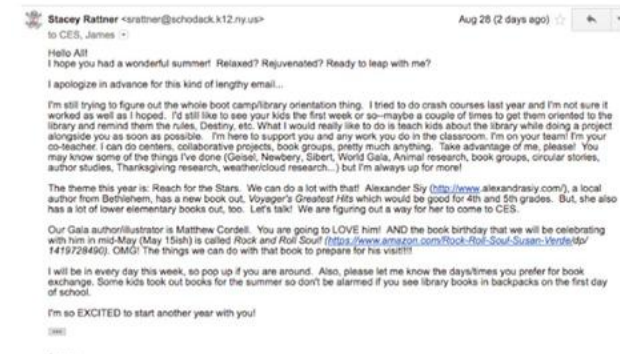 Stacey Rattner <srattner@schodack.k12.ny.us> Aug 28 (2 days ago)
to CES, James
Hello All!
I hope you had a wonderful summer! Relaxed? Rejuvenated? Ready to leap with me?
I apologize in advance for this kind of lengthy email...
I'm still trying to figure out the whole boot camp/library orientation thing. I tried to do crash courses last year and I'm not sure it
worked as well as I hoped. I'd still like to see your kids the first week or so--maybe a couple of times to get them oriented to the
library and remind them the rules, Destiny, etc. What I would really like to do is teach kids about the library while doing a project
alongside you as soon as possible. I'm here to support you and any work you do in the classroom. I'm on your team! I'm your
co-teacher. I can do centers, collaborative projects, book groups, pretty much anything. Take advantage of me, please! You
may know some of the things I've done (Geisel, Newbery, Sibert, World Gala, Animal research, book groups, circular stories,
author studies, Thanksgiving research, weather/cloud research...) but I'm always up for more!
The theme this year is: Reach for the Stars. We can do a lot with that! Alexander Siy (http://www.alexandrasiy.com/), a local
author from Bethlehem, has a new book out, Voyager's Greatest Hits which would be good for 4th and 5th grades. But, she also
has a lot of lower elementary books out, too. Let's talk! We are figuring out a way for her to come to CES.
Our Gala author/illustrator is Matthew Cordell. You are going to LOVE him! AND the book birthday that we will be celebrating
with him in mid-May (May 15ish) is called Rock and Roll Soul! (https://www.amazon.com/Rock-Roll-Soul-Susan-Verde/dp/
1419728490). OMG! The things we can do with that book to prepare for his visit!!!!
I will be in every day this week, so pop up if you are around. Also, please let me know the days/times you prefer for book
exchange. Some kids took out books for the summer so don't be alarmed if you see library books in backpacks on the first day
of school.
I'm so EXCITED to start another year with you!